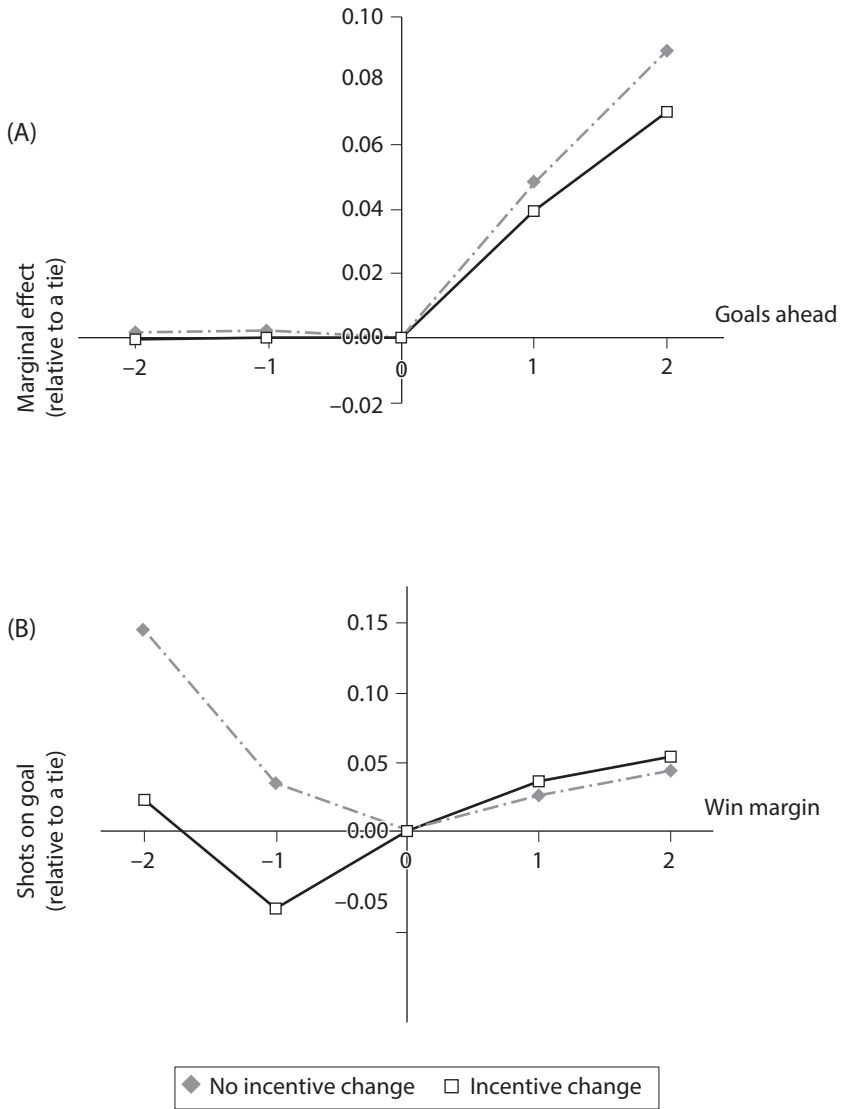 (A)
Marginal effect
(relative to a tie)
0.10
0.08
0.06
0.04
0.02
0.00
–0.02
–2
–1
0
1
2
Goals ahead
(B)
Shots on goal
(relative to a tie)
0.15
0.10
0.05
0.00
–0.05
–2
–1
0
1
2
Win margin
No incentive change Incentive change